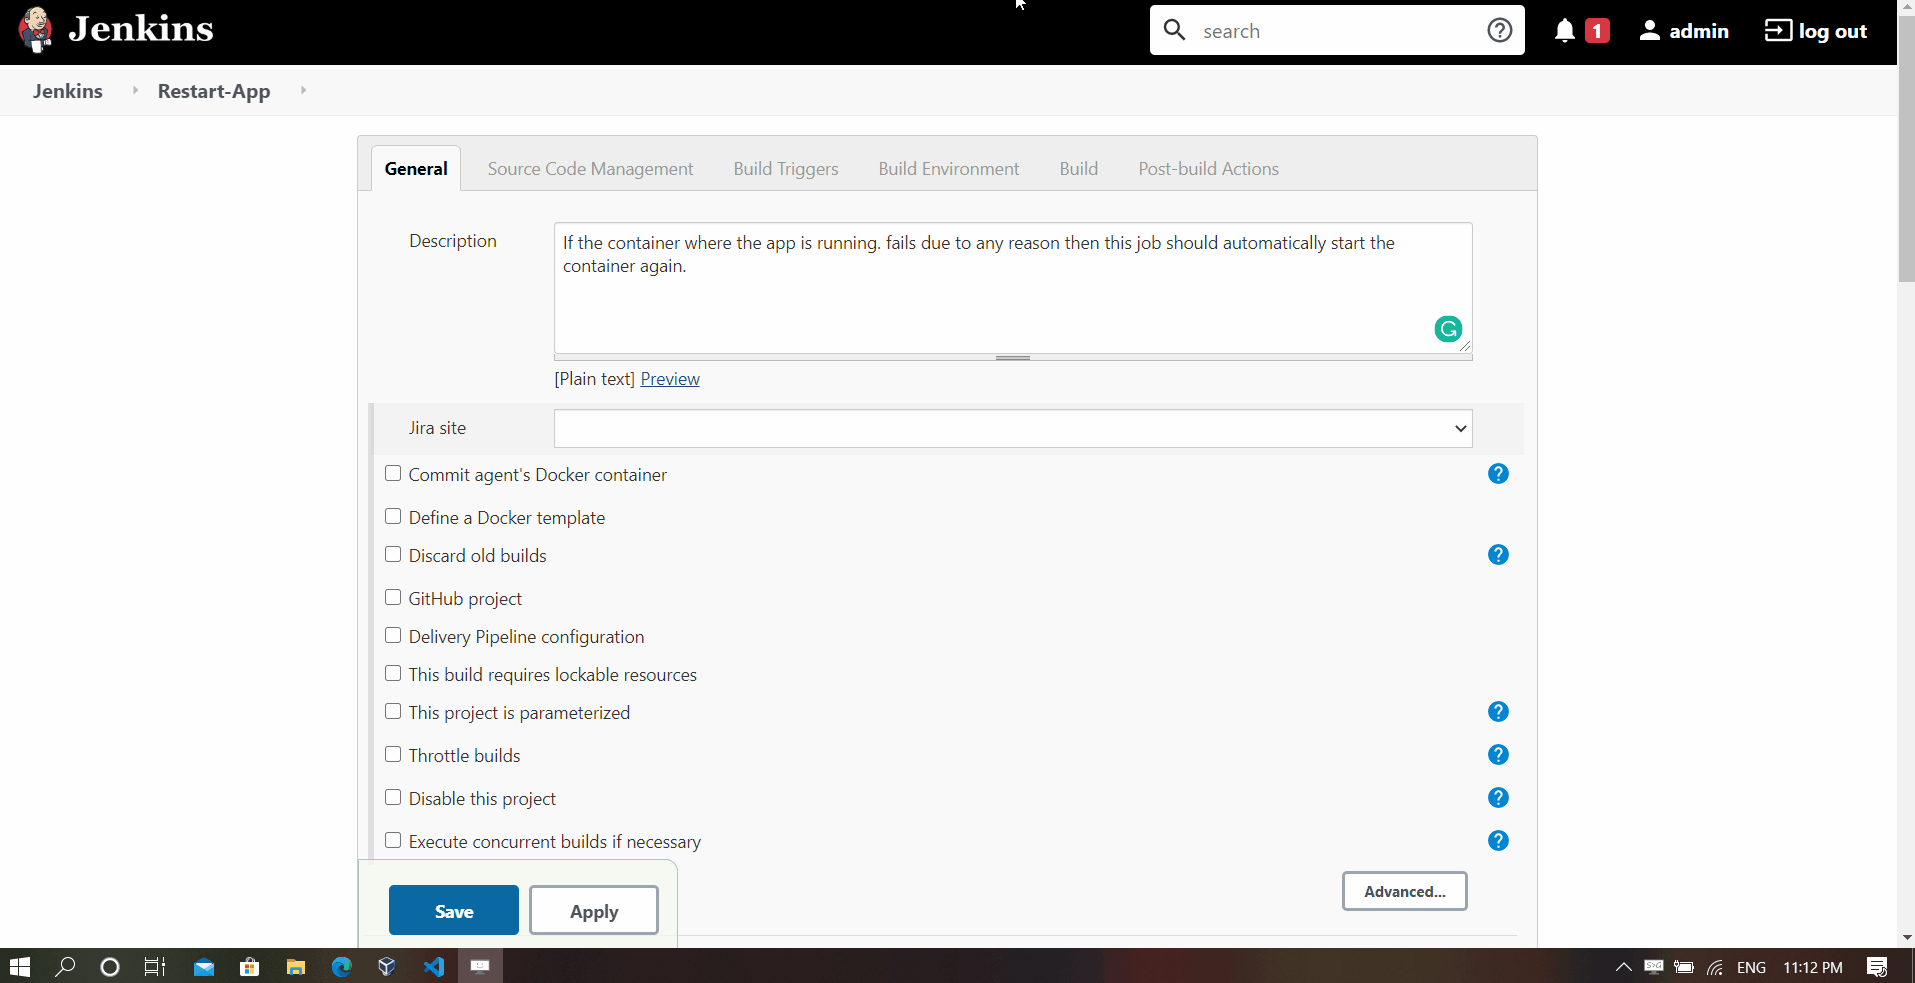 Jenkins
search
1
admin
log out
Jenkins
Restart-App
General
Source Code Management
Build Triggers
Build Environment
Build
Post-build Actions
Description
If the container where the app is running. fails due to any reason then this job should automatically start the
container again.
[Plain text] Preview
Jira site
Commit agent's Docker container
Define a Docker template
Discard old builds
GitHub project
Delivery Pipeline configuration
This build requires lockable resources
This project is parameterized
Throttle builds
Disable this project
Execute concurrent builds if necessary
Advanced...
Save
Apply
ENG
11:12 PM